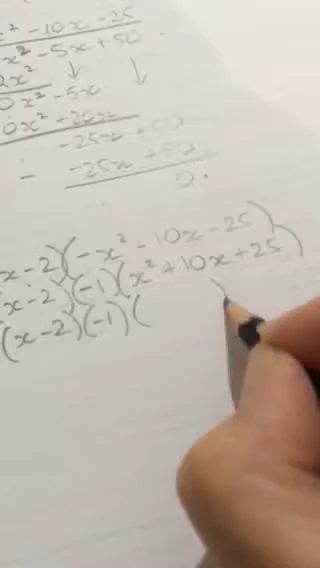 x² - 10x - 25
x² - 5x + 50
2x²
0x² - 5x
0x² + 20x
-25x + 50
- -25x + 50
0.
x - 2)(-x² - 10x - 25)
x - 2)(-1)(x² + 10x + 25)
(x - 2)(-1)( )